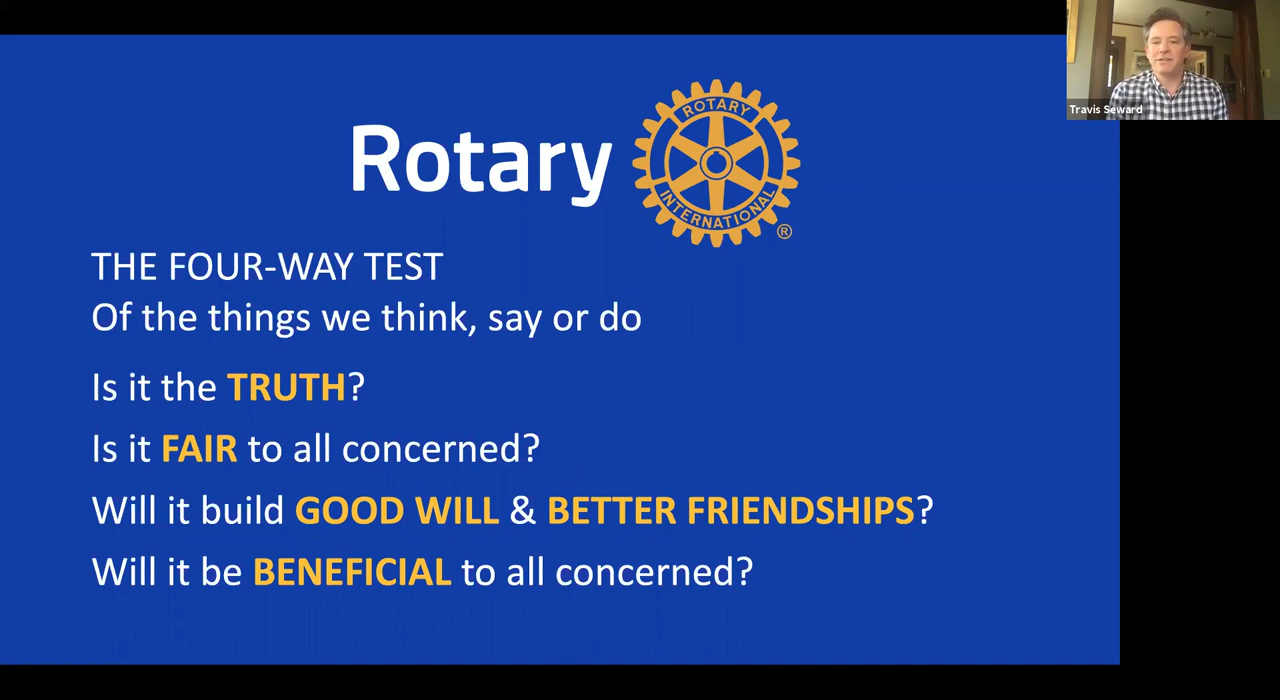 Rotary
ROTARY
INTERNATIONAL
®
THE FOUR-WAY TEST
Of the things we think, say or do
Is it the TRUTH?
Is it FAIR to all concerned?
Will it build GOOD WILL & BETTER FRIENDSHIPS?
Will it be BENEFICIAL to all concerned?
Travis Seward